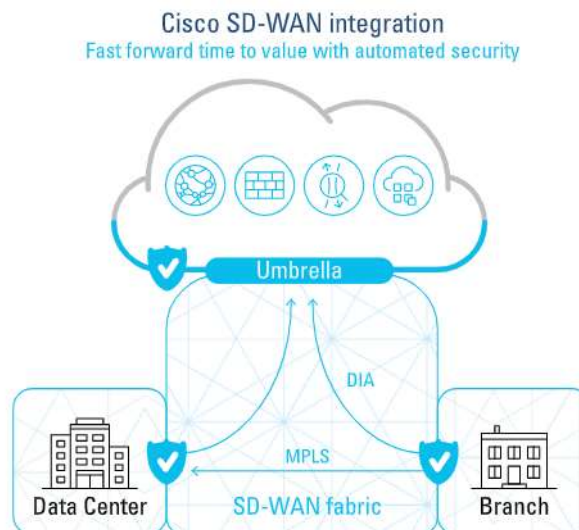 Cisco SD-WAN integration
Fast forward time to value with automated security
Umbrella
DIA
MPLS
Data Center
SD-WAN fabric
Branch